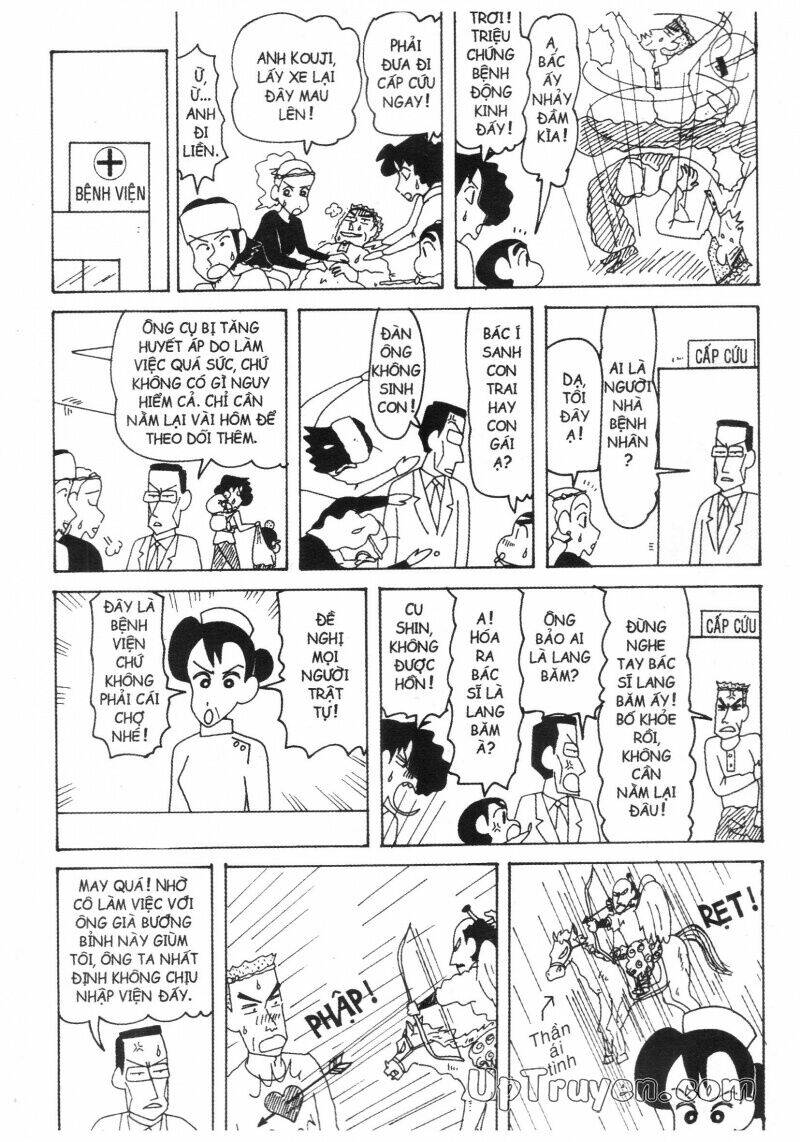 TRỜI!
TRIỆU
CHỨNG
BỆNH
ĐỘNG
KINH
ĐẤY!
A,
BÁC
ẤY
NHẢY
ĐẦM
KÌA!
PHẢI
ĐƯA ĐI
CẤP CỨU
NGAY!
ANH KOUJI,
LẤY XE LẠI
ĐÂY MAU
LÊN!
Ừ,
Ừ...
ANH
ĐI
LIỀN.
BỆNH VIỆN
CẤP CỨU
AI LÀ
NGƯỜI
NHÀ
BỆNH
NHÂN
?
DẠ,
TÔI
ĐÂY
Ạ!
BÁC Í
SANH
CON
TRAI
HAY
CON
GÁI
Ạ?
ĐÀN
ÔNG
KHÔNG
SINH
CON!
ÔNG CỤ BỊ TĂNG
HUYẾT ÁP DO LÀM
VIỆC QUÁ SỨC, CHỨ
KHÔNG CÓ GÌ NGUY
HIỂM CẢ. CHỈ CẦN
NẰM LẠI VÀI HÔM ĐỂ
THEO DÕI THÊM.
CẤP CỨU
ĐỪNG
NGHE
TAY BÁC
SĨ LANG
BĂM ẤY!
BỐ KHỎE
RỒI,
KHÔNG
CẦN
NẰM LẠI
ĐÂU!
ÔNG
BẢO AI
LÀ LANG
BĂM?
A!
HÓA
RA
BÁC
SĨ LÀ
LANG
BĂM
À?
CU
SHIN,
KHÔNG
ĐƯỢC
HỖN!
ĐỀ
NGHỊ
MỌI
NGƯỜI
TRẬT
TỰ!
ĐÂY LÀ
BỆNH
VIỆN
CHỨ
KHÔNG
PHẢI CÁI
CHỢ
NHÉ!
RẸT!
Thần
ái
tình
PHẬP!
MAY QUÁ! NHỜ
CÔ LÀM VIỆC VỚI
ÔNG GIÀ BƯỚNG
BỈNH NÀY GIÙM
TÔI, ÔNG TA NHẤT
ĐỊNH KHÔNG CHỊU
NHẬP VIỆN ĐẤY.
UpTruyen.com